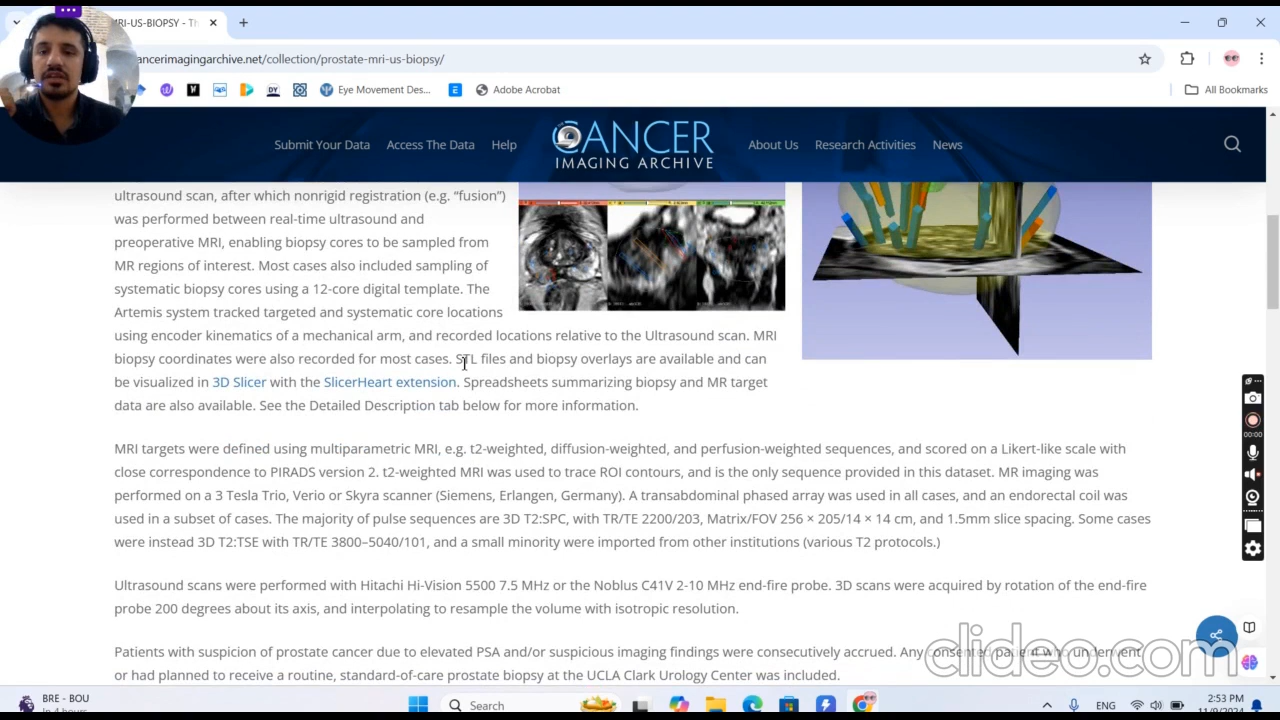 MRI-US-BIOPSY - Th
ancerimagingarchive.net/collection/prostate-mri-us-biopsy/
Eye Movement Des...
Adobe Acrobat
All Bookmarks
Submit Your Data
Access The Data
Help
CANCER
IMAGING ARCHIVE
About Us
Research Activities
News
ultrasound scan, after which nonrigid registration (e.g. “fusion”)
was performed between real-time ultrasound and
preoperative MRI, enabling biopsy cores to be sampled from
MR regions of interest. Most cases also included sampling of
systematic biopsy cores using a 12-core digital template. The
Artemis system tracked targeted and systematic core locations
using encoder kinematics of a mechanical arm, and recorded locations relative to the Ultrasound scan. MRI
biopsy coordinates were also recorded for most cases. STL files and biopsy overlays are available and can
be visualized in 3D Slicer with the SlicerHeart extension. Spreadsheets summarizing biopsy and MR target
data are also available. See the Detailed Description tab below for more information.
MRI targets were defined using multiparametric MRI, e.g. t2-weighted, diffusion-weighted, and perfusion-weighted sequences, and scored on a Likert-like scale with
close correspondence to PIRADS version 2. t2-weighted MRI was used to trace ROI contours, and is the only sequence provided in this dataset. MR imaging was
performed on a 3 Tesla Trio, Verio or Skyra scanner (Siemens, Erlangen, Germany). A transabdominal phased array was used in all cases, and an endorectal coil was
used in a subset of cases. The majority of pulse sequences are 3D T2:SPC, with TR/TE 2200/203, Matrix/FOV 256 × 205/14 × 14 cm, and 1.5mm slice spacing. Some cases
were instead 3D T2:TSE with TR/TE 3800–5040/101, and a small minority were imported from other institutions (various T2 protocols.)
Ultrasound scans were performed with Hitachi Hi-Vision 5500 7.5 MHz or the Noblus C41V 2-10 MHz end-fire probe. 3D scans were acquired by rotation of the end-fire
probe 200 degrees about its axis, and interpolating to resample the volume with isotropic resolution.
Patients with suspicion of prostate cancer due to elevated PSA and/or suspicious imaging findings were consecutively accrued. Any consented patient who underwent
or had planned to receive a routine, standard-of-care prostate biopsy at the UCLA Clark Urology Center was included.
00:00
clideo.com
BRE - BOU
In 4 hours
Search
ENG
2:53 PM
11/9/2024